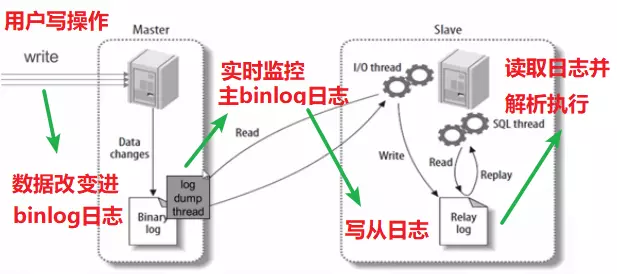 用户写操作
Master
Slave
write
实时监控
主binlog日志
I/O thread
读取日志并
解析执行
SQL thread
Data
changes
Read
Write
Read
Replay
数据改变进
binlog日志
log
dump
thread
Binary
log
写从日志
Relay
log